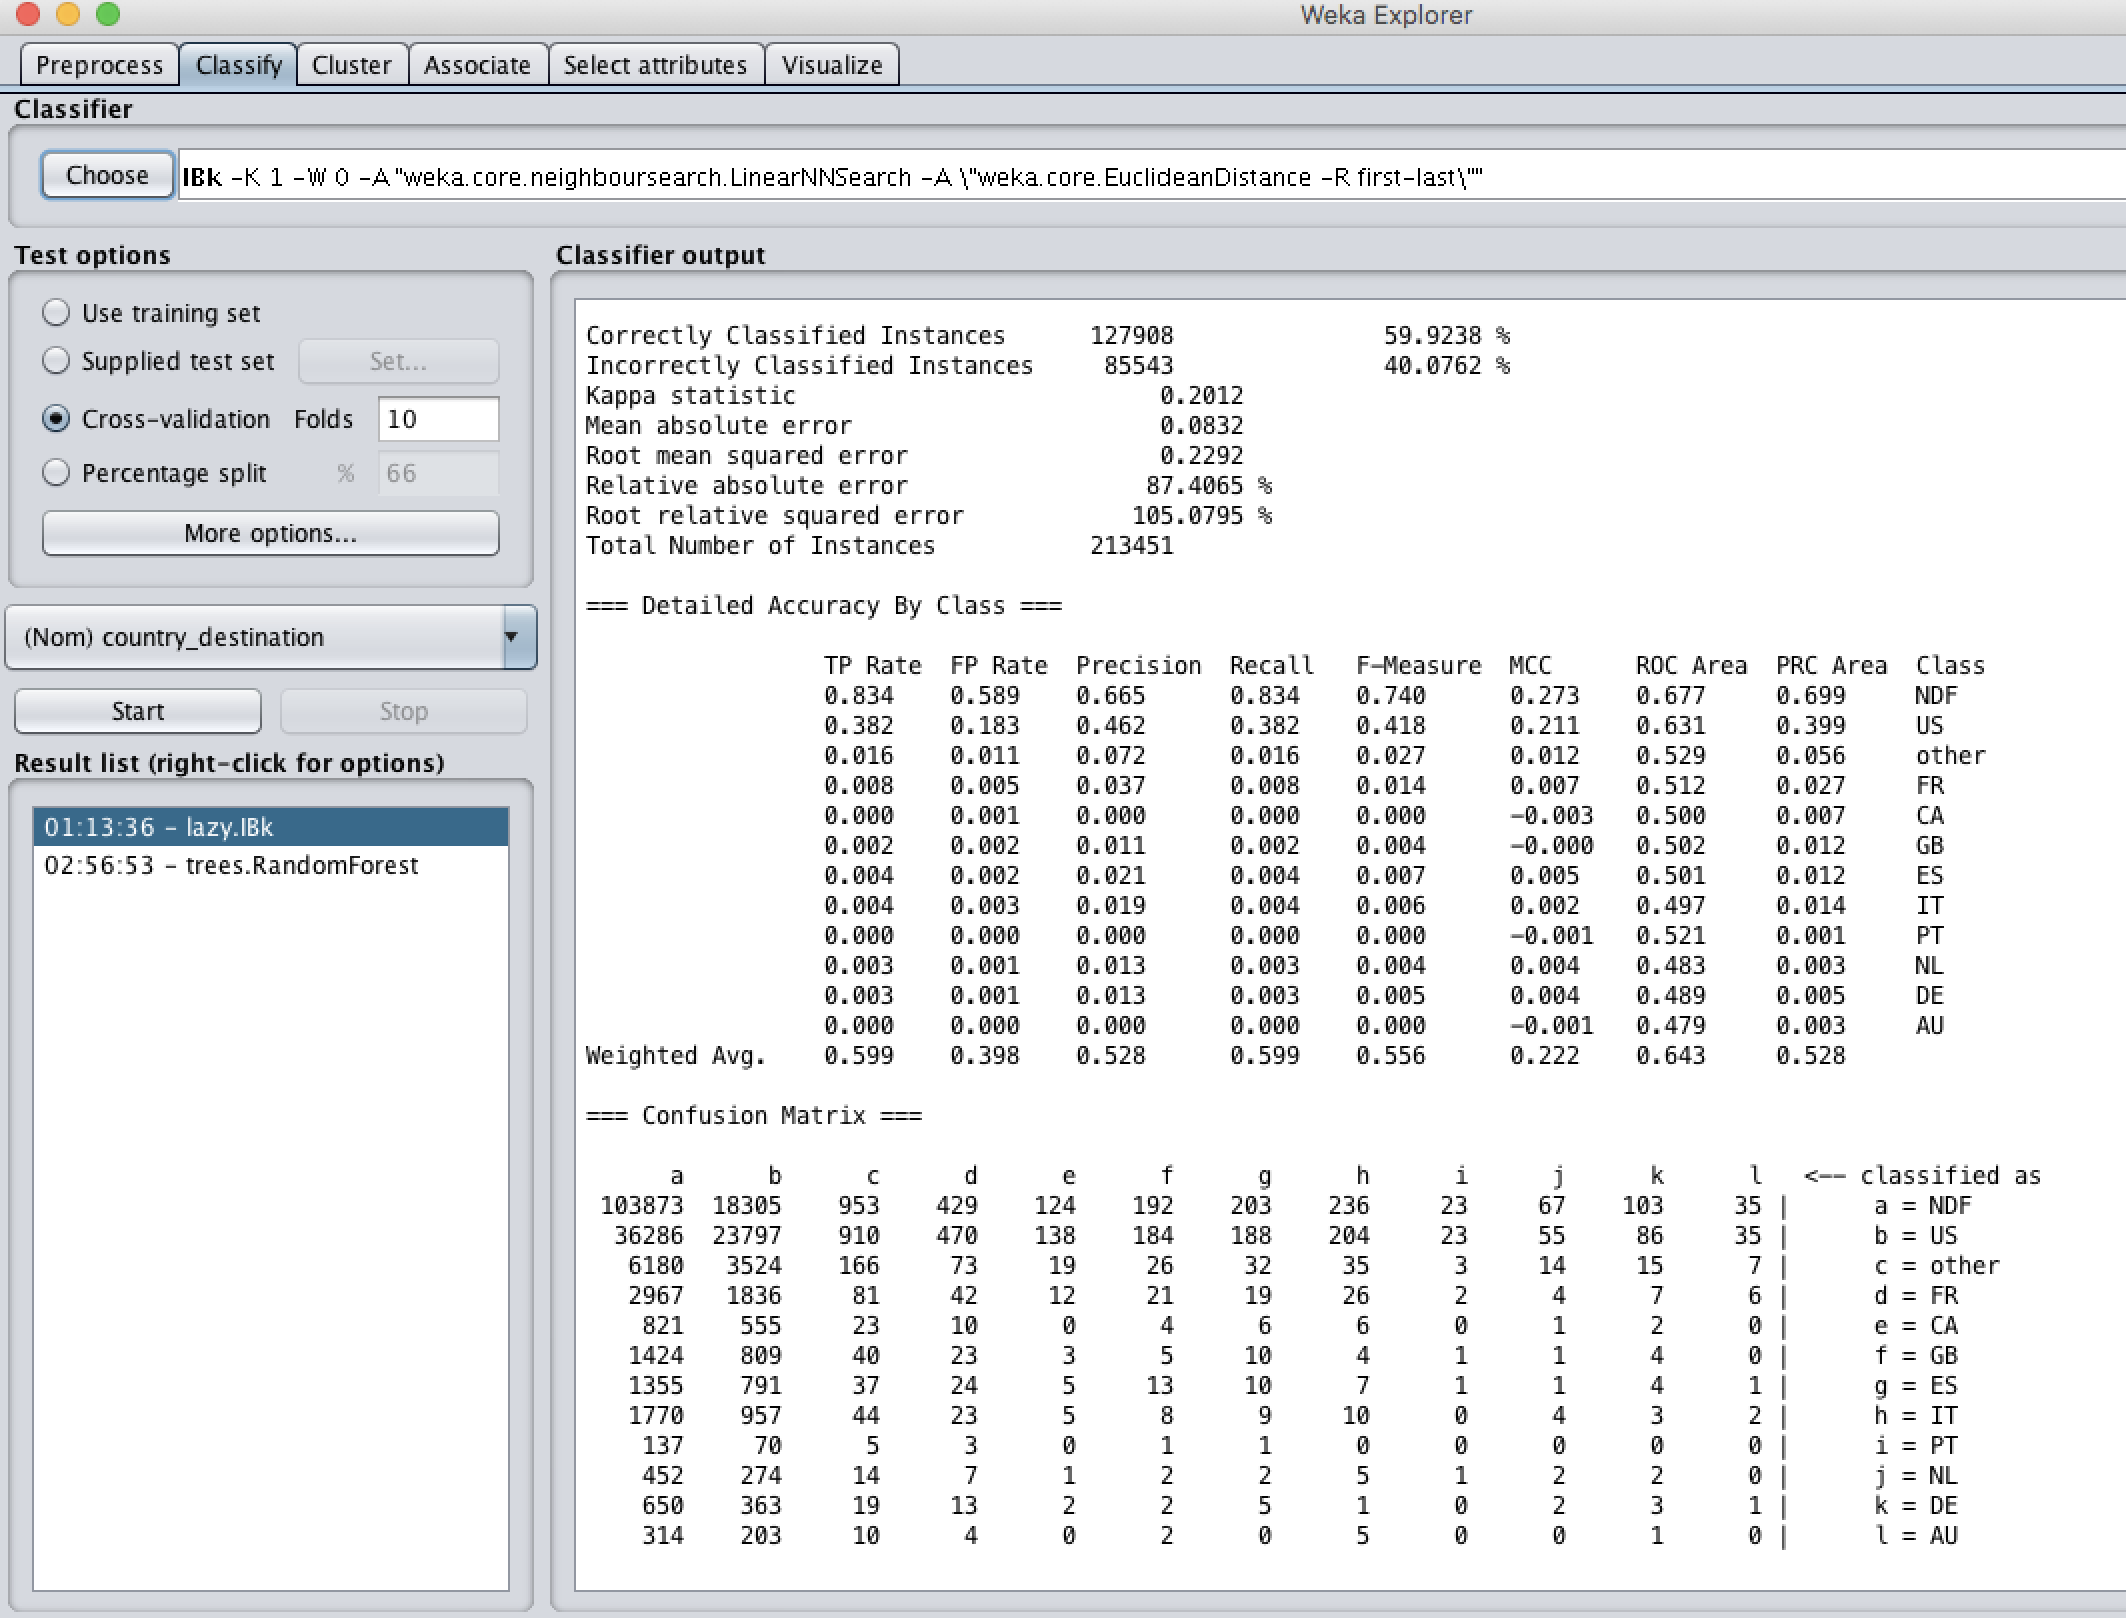 Weka Explorer
Preprocess Classify Cluster Associate Select attributes Visualize
Classifier
Choose IBk -K 1 -W 0 -A "weka.core.neighboursearch.LinearNNSearch -A \"weka.core.EuclideanDistance -R first-last\""
Test options
Use training set
Supplied test set Set...
Cross-validation Folds 10
Percentage split % 66
More options...
(Nom) country_destination
Start Stop
Result list (right-click for options)
01:13:36 - lazy.IBk
02:56:53 - trees.RandomForest
Classifier output
Correctly Classified Instances 127908 59.9238 %
Incorrectly Classified Instances 85543 40.0762 %
Kappa statistic 0.2012
Mean absolute error 0.0832
Root mean squared error 0.2292
Relative absolute error 87.4065 %
Root relative squared error 105.0795 %
Total Number of Instances 213451
=== Detailed Accuracy By Class ===
TP Rate FP Rate Precision Recall F-Measure MCC ROC Area PRC Area Class
0.834 0.589 0.665 0.834 0.740 0.273 0.677 0.699 NDF
0.382 0.183 0.462 0.382 0.418 0.211 0.631 0.399 US
0.016 0.011 0.072 0.016 0.027 0.012 0.529 0.056 other
0.008 0.005 0.037 0.008 0.014 0.007 0.512 0.027 FR
0.000 0.001 0.000 0.000 0.000 -0.003 0.500 0.007 CA
0.002 0.002 0.011 0.002 0.004 -0.000 0.502 0.012 GB
0.004 0.002 0.021 0.004 0.007 0.005 0.501 0.012 ES
0.004 0.003 0.019 0.004 0.006 0.002 0.497 0.014 IT
0.000 0.000 0.000 0.000 0.000 -0.001 0.521 0.001 PT
0.003 0.001 0.013 0.003 0.004 0.004 0.483 0.003 NL
0.003 0.001 0.013 0.003 0.005 0.004 0.489 0.005 DE
0.000 0.000 0.000 0.000 0.000 -0.001 0.479 0.003 AU
Weighted Avg. 0.599 0.398 0.528 0.599 0.556 0.222 0.643 0.528
=== Confusion Matrix ===
a b c d e f g h i j k l <-- classified as
103873 18305 953 429 124 192 203 236 23 67 103 35 | a = NDF
36286 23797 910 470 138 184 188 204 23 55 86 35 | b = US
6180 3524 166 73 19 26 32 35 3 14 15 7 | c = other
2967 1836 81 42 12 21 19 26 2 4 7 6 | d = FR
821 555 23 10 0 4 6 6 0 1 2 0 | e = CA
1424 809 40 23 3 5 10 4 1 1 4 0 | f = GB
1355 791 37 24 5 13 10 7 1 1 4 1 | g = ES
1770 957 44 23 5 8 9 10 0 4 3 2 | h = IT
137 70 5 3 0 1 1 0 0 0 0 0 | i = PT
452 274 14 7 1 2 2 5 1 2 2 0 | j = NL
650 363 19 13 2 2 5 1 0 2 3 1 | k = DE
314 203 10 4 0 2 0 5 0 0 1 0 | l = AU